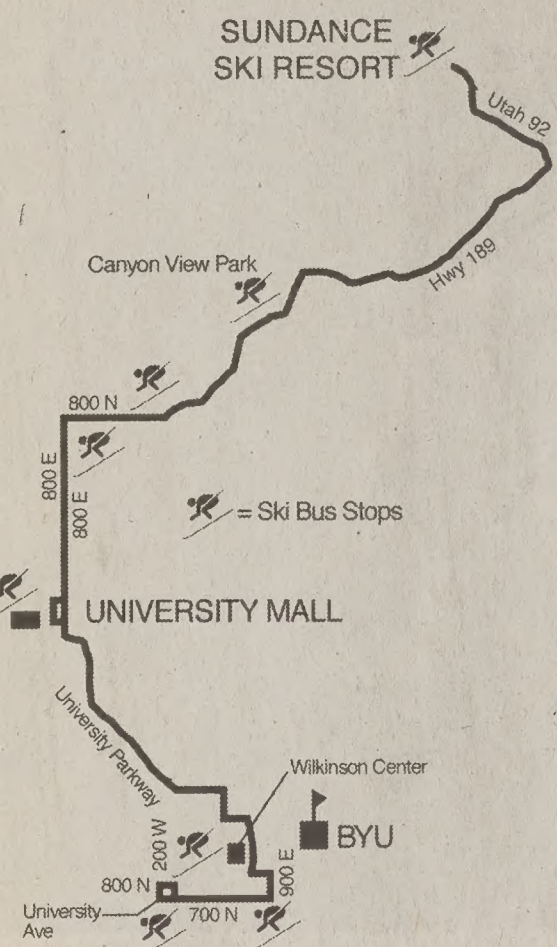 SUNDANCE
SKI RESORT
Utah 92
Hwy 189
Canyon View Park
800 N
800 E
800 E
= Ski Bus Stops
UNIVERSITY MALL
University Parkway
Wilkinson Center
BYU
200 W
800 N
900 E
University
Ave
700 N